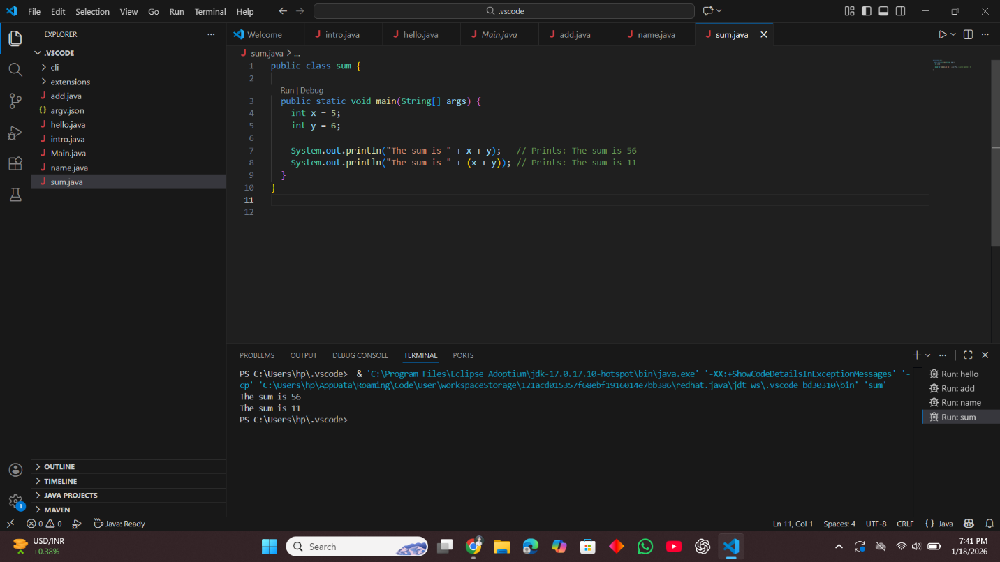 File Edit Selection View Go Run Terminal Help
.vscode
EXPLORER
.VSCODE
cli
extensions
add.java
argv.json
hello.java
intro.java
Main.java
name.java
sum.java
OUTLINE
TIMELINE
JAVA PROJECTS
MAVEN
Welcome intro.java hello.java Main.java add.java name.java sum.java
sum.java > ...
1 public class sum {
2
Run | Debug
3 public static void main(String[] args) {
4 int x = 5;
5 int y = 6;
6
7 System.out.println("The sum is " + x + y); // Prints: The sum is 56
8 System.out.println("The sum is " + (x + y)); // Prints: The sum is 11
9 }
10 }
11
12
PROBLEMS OUTPUT DEBUG CONSOLE TERMINAL PORTS
PS C:\Users\hp\.vscode> & 'C:\Program Files\Eclipse Adoptium\jdk-17.0.17.10-hotspot\bin\java.exe' '-XX:+ShowCodeDetailsInExceptionMessages' '-
cp' 'C:\Users\hp\AppData\Roaming\Code\User\workspaceStorage\121acd015357f68ebf1916014e7bb386\redhat.java\jdt_ws\.vscode_bd30310\bin' 'sum'
The sum is 56
The sum is 11
PS C:\Users\hp\.vscode>
Run: hello
Run: add
Run: name
Run: sum
1
0 0 Java: Ready
Ln 11, Col 1 Spaces: 4 UTF-8 CRLF {} Java
USD/INR
+0.38%
Search
7:41 PM
1/18/2026